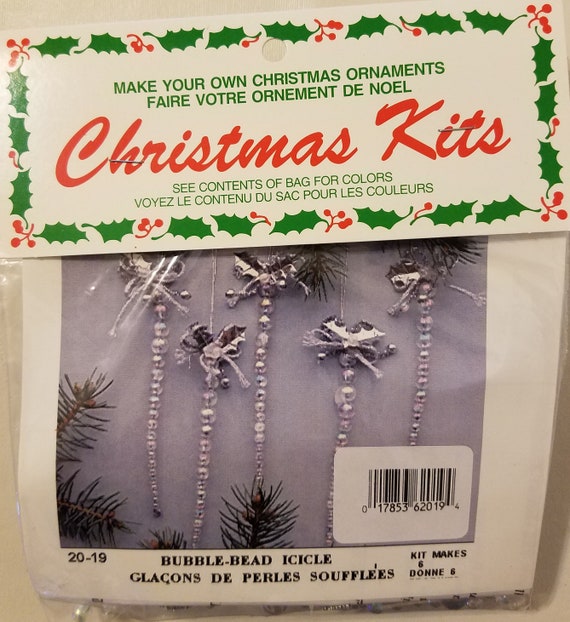 MAKE YOUR OWN CHRISTMAS ORNAMENTS
FAIRE VOTRE ORNEMENT DE NOEL
Christmas Kits
SEE CONTENTS OF BAG FOR COLORS
VOYEZ LE CONTENU DU SAC POUR LES COULEURS
0 17853 62019 4
20-19 BUBBLE-BEAD ICICLE KIT MAKES
6
GLAÇONS DE PERLES SOUFFLÉES DONNE 6